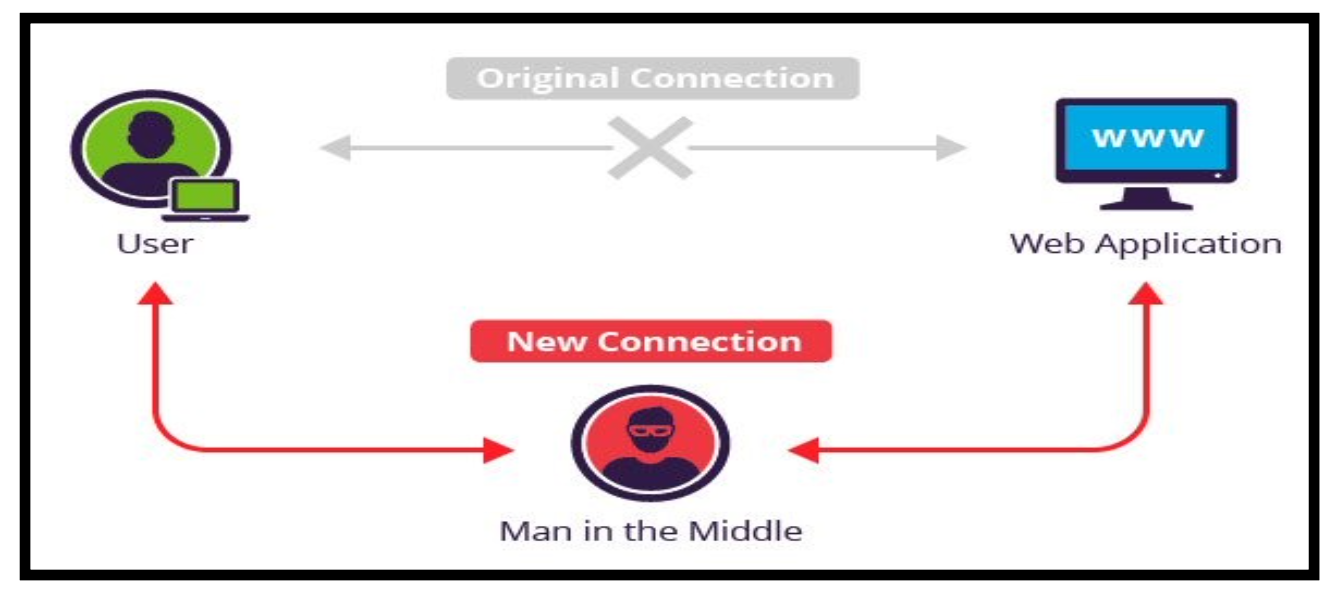 Original Connection
www
User
Web Application
New Connection
Man in the Middle